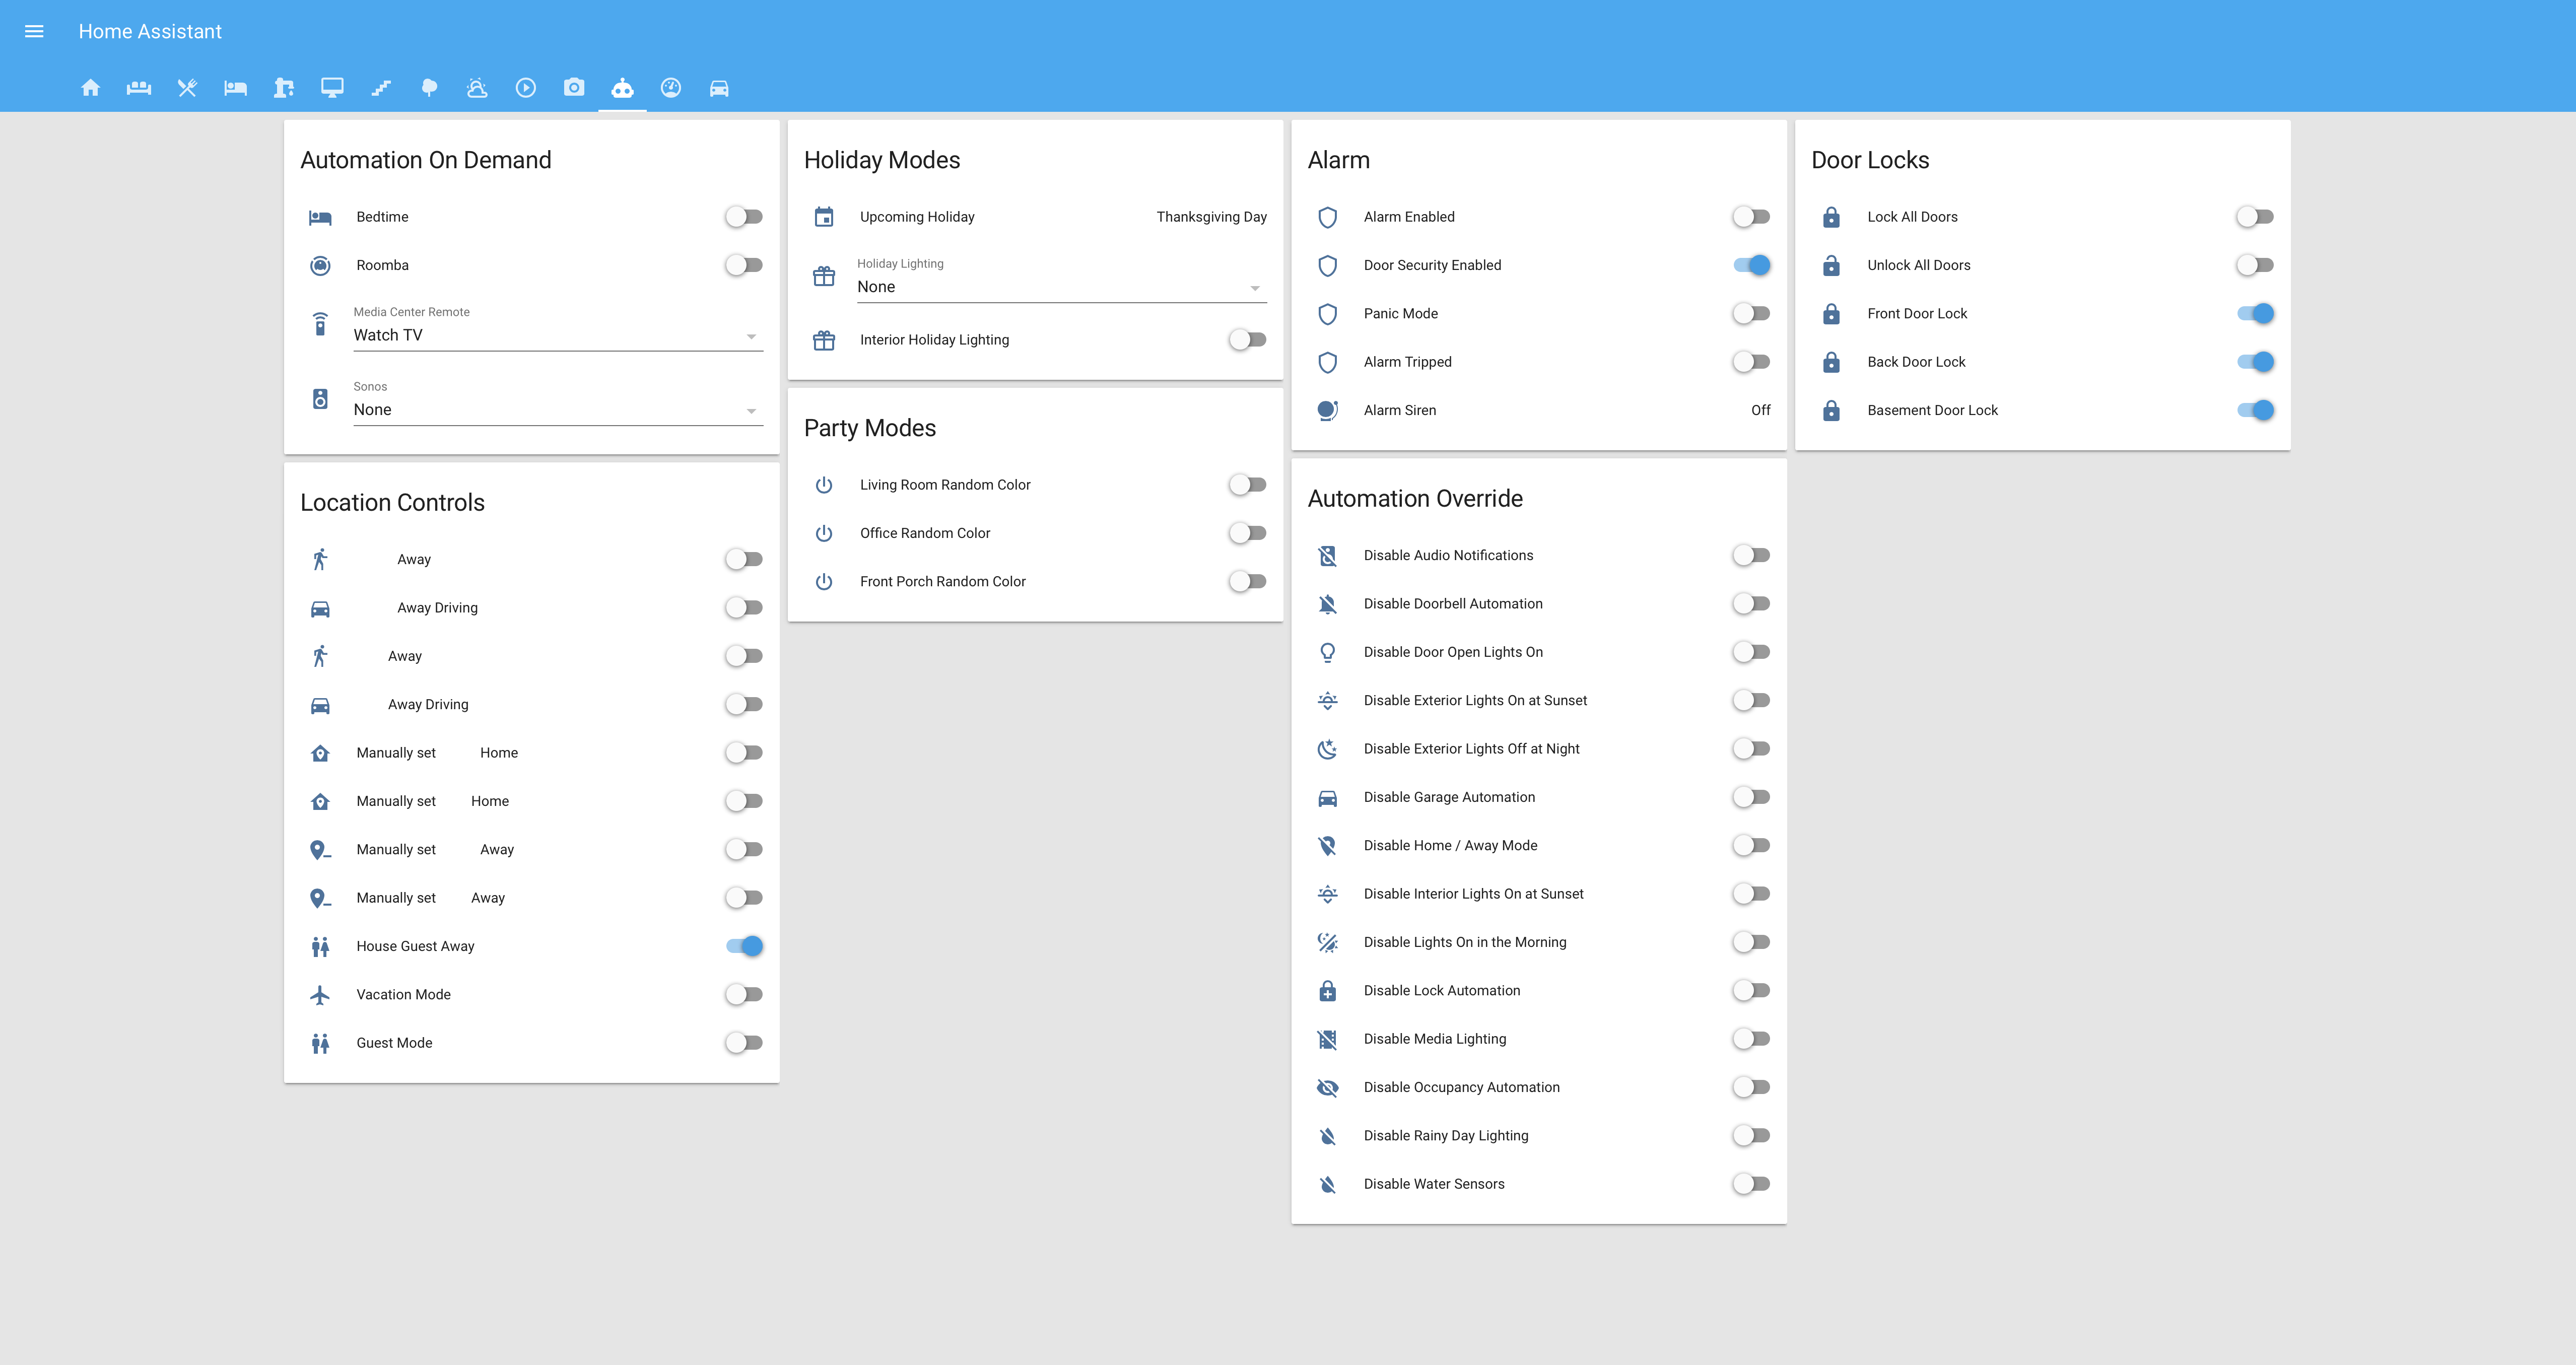 Home Assistant
Automation On Demand
Bedtime
Roomba
Media Center Remote
Watch TV
Sonos
None
Location Controls
Away
Away Driving
Away
Away Driving
Manually set Home
Manually set Home
Manually set Away
Manually set Away
House Guest Away
Vacation Mode
Guest Mode
Holiday Modes
Upcoming Holiday Thanksgiving Day
Holiday Lighting
None
Interior Holiday Lighting
Party Modes
Living Room Random Color
Office Random Color
Front Porch Random Color
Alarm
Alarm Enabled
Door Security Enabled
Panic Mode
Alarm Tripped
Alarm Siren Off
Automation Override
Disable Audio Notifications
Disable Doorbell Automation
Disable Door Open Lights On
Disable Exterior Lights On at Sunset
Disable Exterior Lights Off at Night
Disable Garage Automation
Disable Home / Away Mode
Disable Interior Lights On at Sunset
Disable Lights On in the Morning
Disable Lock Automation
Disable Media Lighting
Disable Occupancy Automation
Disable Rainy Day Lighting
Disable Water Sensors
Door Locks
Lock All Doors
Unlock All Doors
Front Door Lock
Back Door Lock
Basement Door Lock